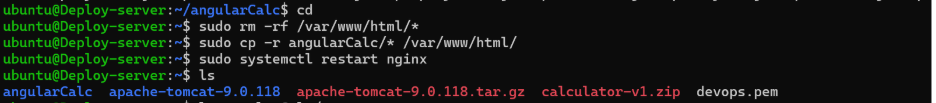 ubuntu@Deploy-server:~/angularCalc$ cd
ubuntu@Deploy-server:~$ sudo rm -rf /var/www/html/*
ubuntu@Deploy-server:~$ sudo cp -r angularCalc/* /var/www/html/
ubuntu@Deploy-server:~$ sudo systemctl restart nginx
ubuntu@Deploy-server:~$ ls
angularCalc  apache-tomcat-9.0.118  apache-tomcat-9.0.118.tar.gz  calculator-v1.zip  devops.pem